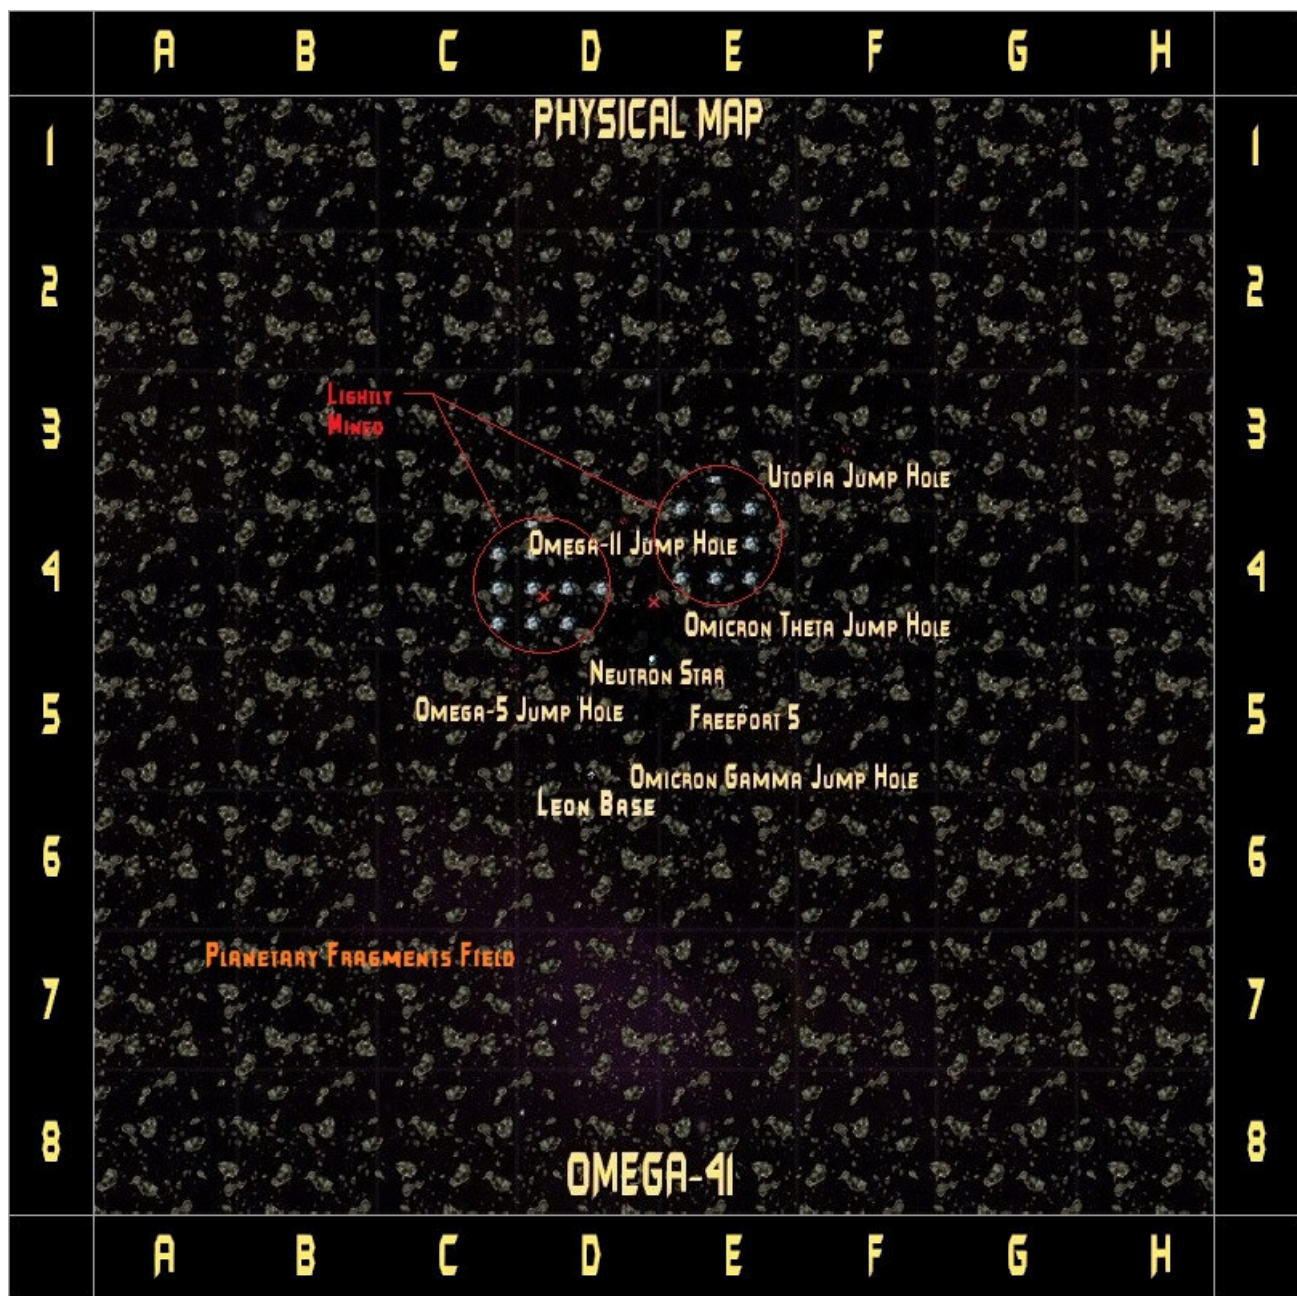 A B C D E F G H
PHYSICAL MAP
1 1
2 2
LIGHTLY
MINED
3 3
UTOPIA JUMP HOLE
OMEGA-11 JUMP HOLE
4 4
OMICRON THETA JUMP HOLE
NEUTRON STAR
OMEGA-5 JUMP HOLE
FREEPORT 5
5 5
OMICRON GAMMA JUMP HOLE
LEON BASE
6 6
PLANETARY FRAGMENTS FIELD
7 7
8 8
OMEGA-41
A B C D E F G H